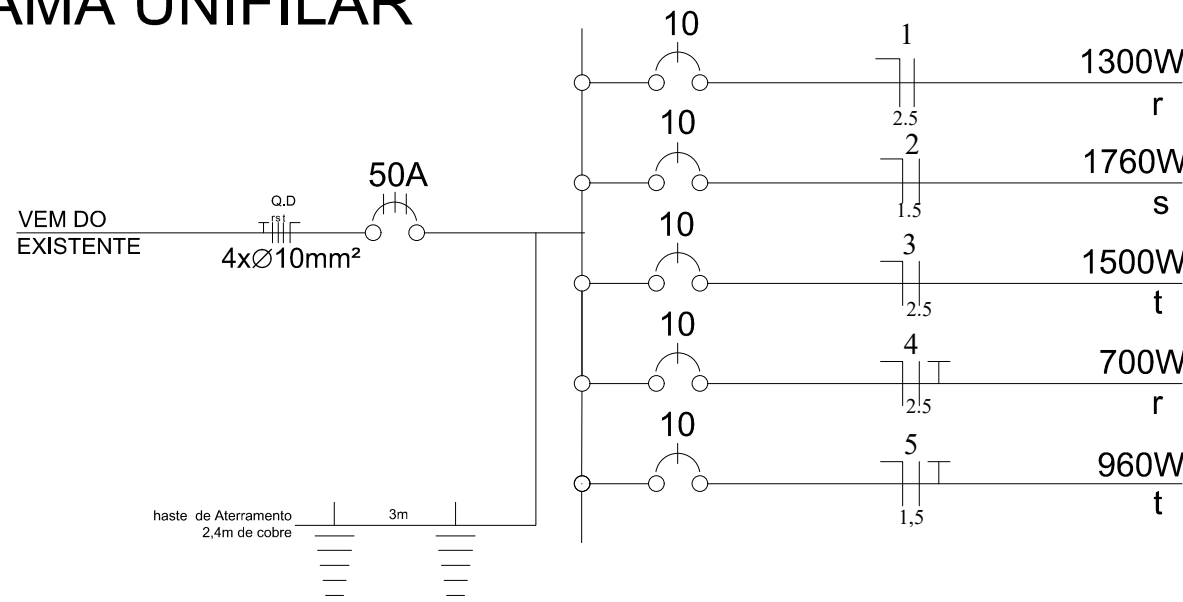 AMA UNIFILAR
10
1
1300W
r
2.5
10
2
1760W
s
1.5
50A
Q.D
rst
VEM DO
EXISTENTE
4xØ10mm²
10
3
1500W
t
2.5
10
4
700W
r
2.5
10
5
960W
t
1,5
haste de Aterramento
2,4m de cobre
3m